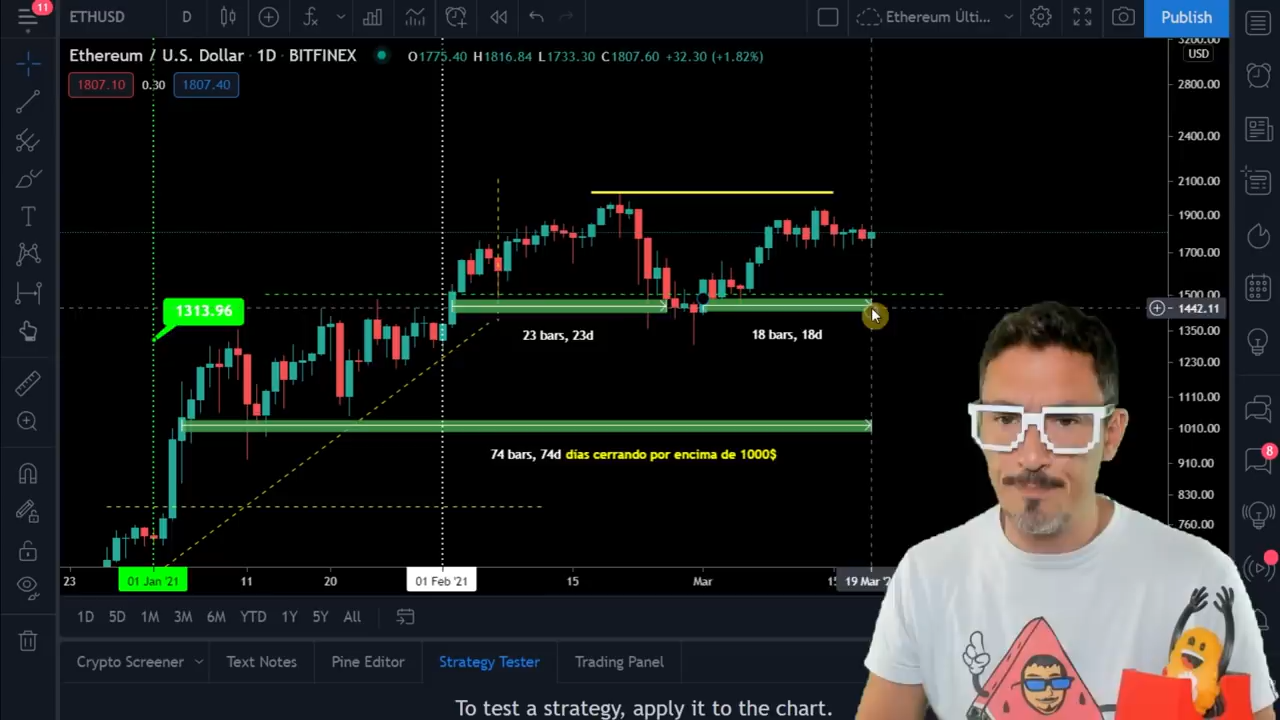 11
ETHUSD
D
Ethereum Últi...
Publish
Ethereum / U.S. Dollar · 1D · BITFINEX
O1775.40 H1816.84 L1733.30 C1807.60 +32.30 (+1.82%)
1807.10
0.30
1807.40
3200.00
USD
2800.00
2400.00
2100.00
1900.00
1700.00
1500.00
1442.11
1350.00
1230.00
1110.00
1010.00
910.00
830.00
760.00
1313.96
23 bars, 23d
18 bars, 18d
74 bars, 74d días cerrando por encima de 1000$
8
23
01 Jan '21
11
20
01 Feb '21
15
Mar
19 Mar '2
1D 5D 1M 3M 6M YTD 1Y 5Y All
Crypto Screener
Text Notes
Pine Editor
Strategy Tester
Trading Panel
To test a strategy, apply it to the chart.